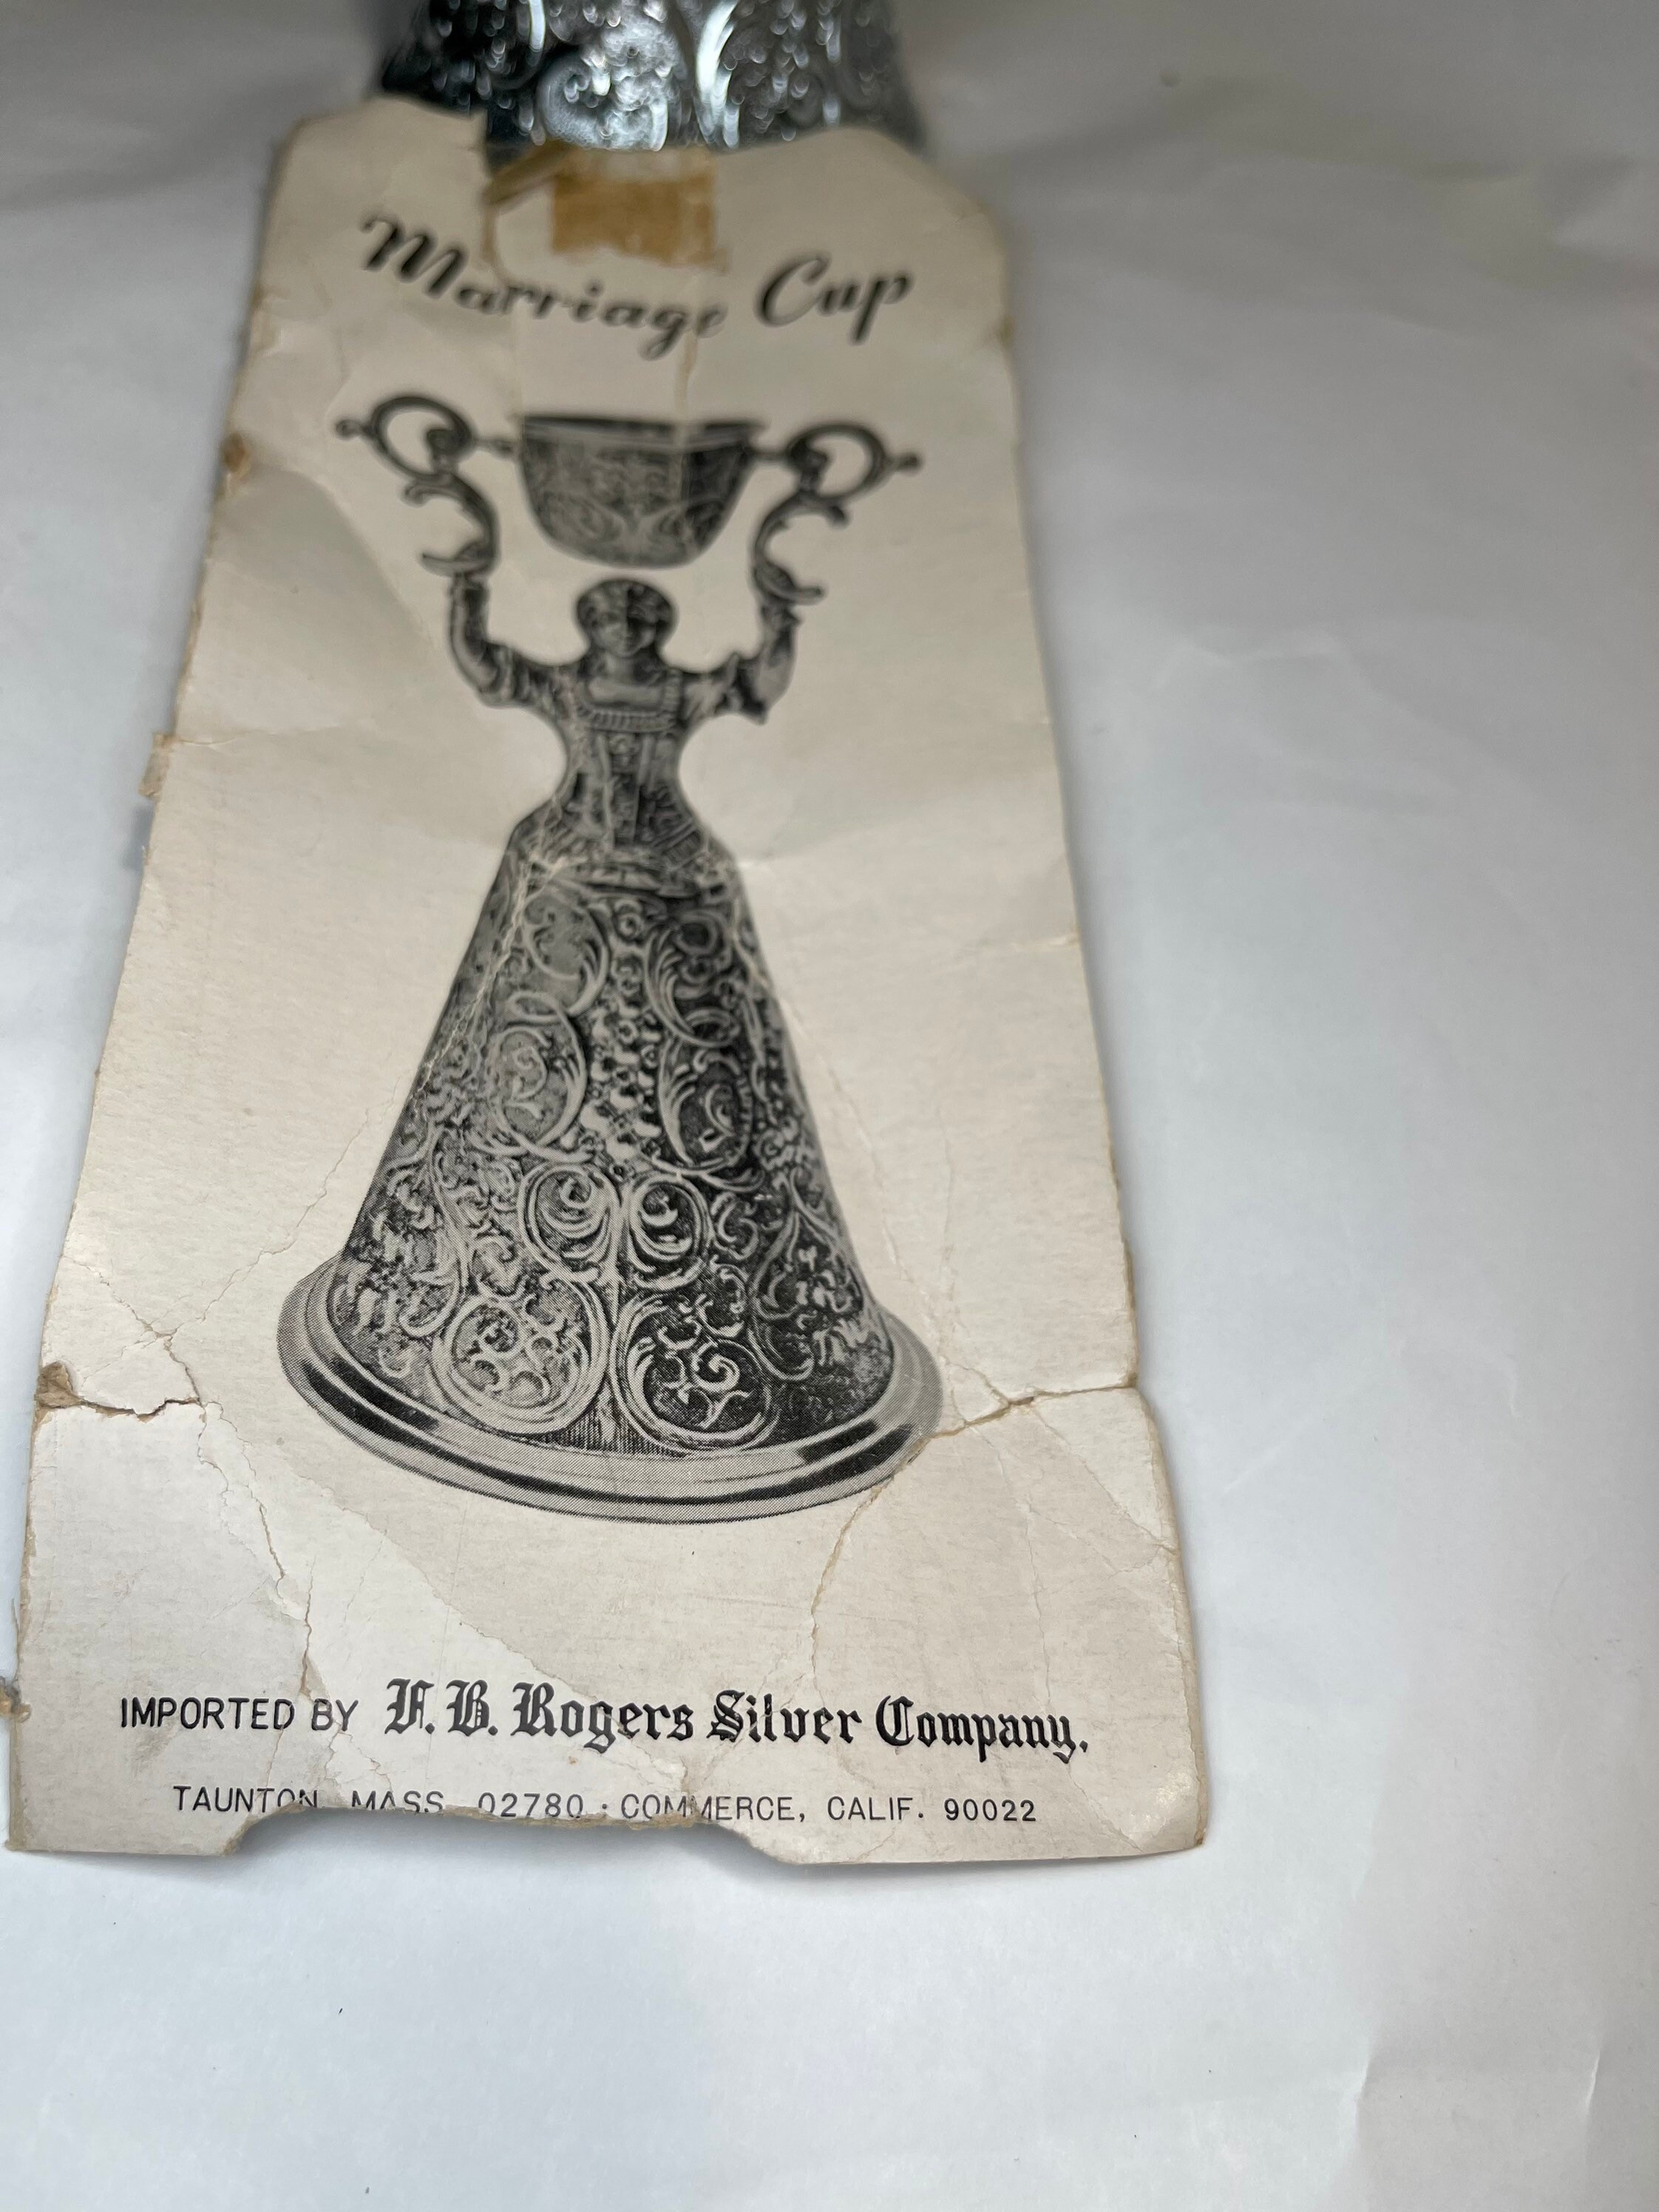 Marriage Cup
IMPORTED BY F. B. Rogers Silver Company.
TAUNTON, MASS. 02780 · COMMERCE, CALIF. 90022